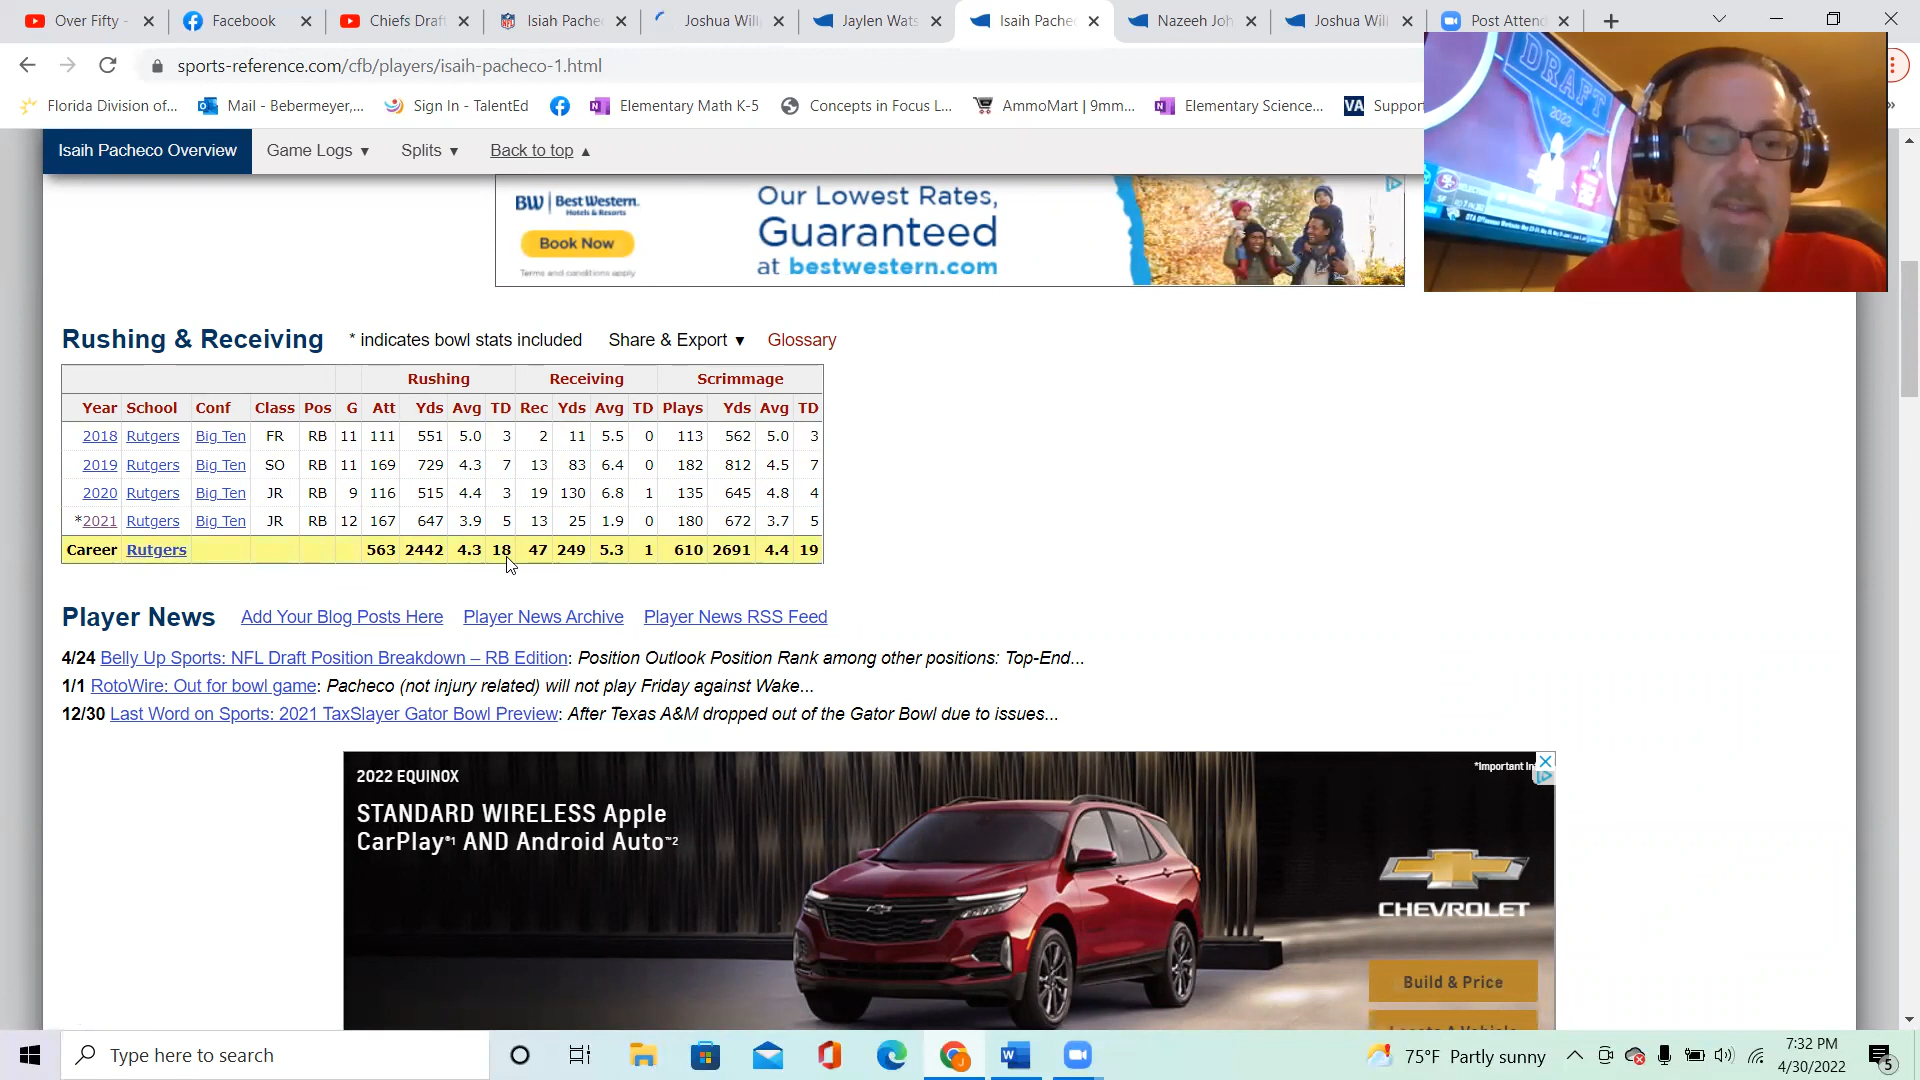 Over Fifty -
Facebook
Chiefs Draf
Isiah Pache
Joshua Willi
Jaylen Wats
Isaih Pache
Nazeeh Joh
Joshua Will
Post Attend
sports-reference.com/cfb/players/isaih-pacheco-1.html
Florida Division of...
Mail - Bebermeyer,...
Sign In - TalentEd
Elementary Math K-5
Concepts in Focus L...
AmmoMart | 9mm...
Elementary Science...
VA
Support
»
DRAFT
2022
Isaih Pacheco Overview
Game Logs ▼
Splits ▼
Back to top ▲
BW | Best Western.
Hotels & Resorts
Book Now
Terms and conditions apply
Our Lowest Rates,
Guaranteed
at bestwestern.com
Rushing & Receiving
* indicates bowl stats included
Share & Export ▼
Glossary
Rushing Receiving Scrimmage
Year School Conf Class Pos G Att Yds Avg TD Rec Yds Avg TD Plays Yds Avg TD
2018 Rutgers Big Ten FR RB 11 111 551 5.0 3 2 11 5.5 0 113 562 5.0 3
2019 Rutgers Big Ten SO RB 11 169 729 4.3 7 13 83 6.4 0 182 812 4.5 7
2020 Rutgers Big Ten JR RB 9 116 515 4.4 3 19 130 6.8 1 135 645 4.8 4
*2021 Rutgers Big Ten JR RB 12 167 647 3.9 5 13 25 1.9 0 180 672 3.7 5
Career Rutgers 563 2442 4.3 18 47 249 5.3 1 610 2691 4.4 19
Player News
Add Your Blog Posts Here
Player News Archive
Player News RSS Feed
4/24 Belly Up Sports: NFL Draft Position Breakdown – RB Edition: Position Outlook Position Rank among other positions: Top-End...
1/1 RotoWire: Out for bowl game: Pacheco (not injury related) will not play Friday against Wake...
12/30 Last Word on Sports: 2021 TaxSlayer Gator Bowl Preview: After Texas A&M dropped out of the Gator Bowl due to issues...
2022 EQUINOX
STANDARD WIRELESS Apple
CarPlay®¹ AND Android Auto™²
*Important In
CHEVROLET
Build & Price
Type here to search
75°F Partly sunny
7:32 PM
4/30/2022
5